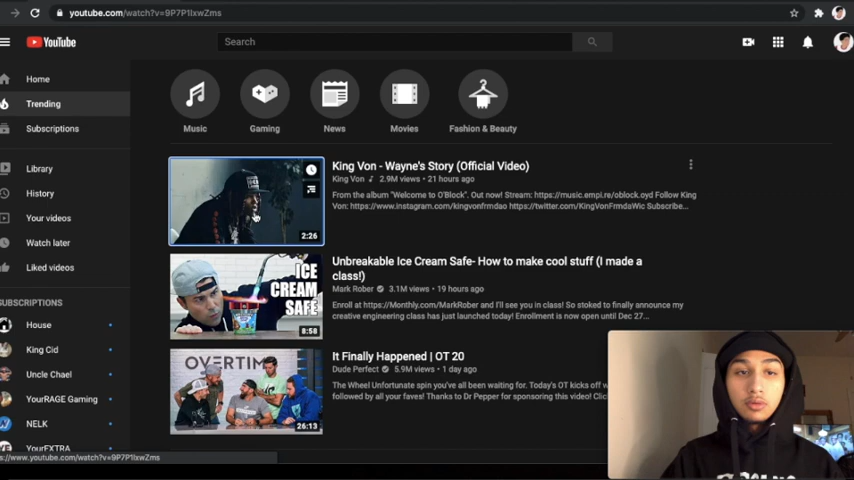 youtube.com/watch?v=9P7P1IxwZms
YouTube
Search
Home
Trending
Subscriptions
Library
History
Your videos
Watch later
Liked videos
SUBSCRIPTIONS
House
King Cid
Uncle Chael
YourRAGE Gaming
NELK
YourEXTRA
Music
Gaming
News
Movies
Fashion & Beauty
2:26
King Von - Wayne's Story (Official Video)
King Von 2.9M views • 21 hours ago
From the album "Welcome to O'Block". Out now! Stream: https://music.empi.re/oblock.oyd Follow King
Von: https://www.instagram.com/kingvonfrmdao https://twitter.com/KingVonFrmdaWic Subscribe...
ICE
CREAM
SAFE
8:58
Unbreakable Ice Cream Safe- How to make cool stuff (I made a
class!)
Mark Rober 3.1M views • 19 hours ago
Enroll at https://Monthly.com/MarkRober and I'll see you in class! So stoked to finally announce my
creative engineering class has just launched today! Enrollment is now open until Dec 27...
OVERTIME
26:13
It Finally Happened | OT 20
Dude Perfect 5.9M views • 1 day ago
The Wheel Unfortunate spin you've all been waiting for. Today's OT kicks off w
followed by all your faves! Thanks to Dr Pepper for sponsoring this video! Clic
s://www.youtube.com/watch?v=9P7P1IxwZms